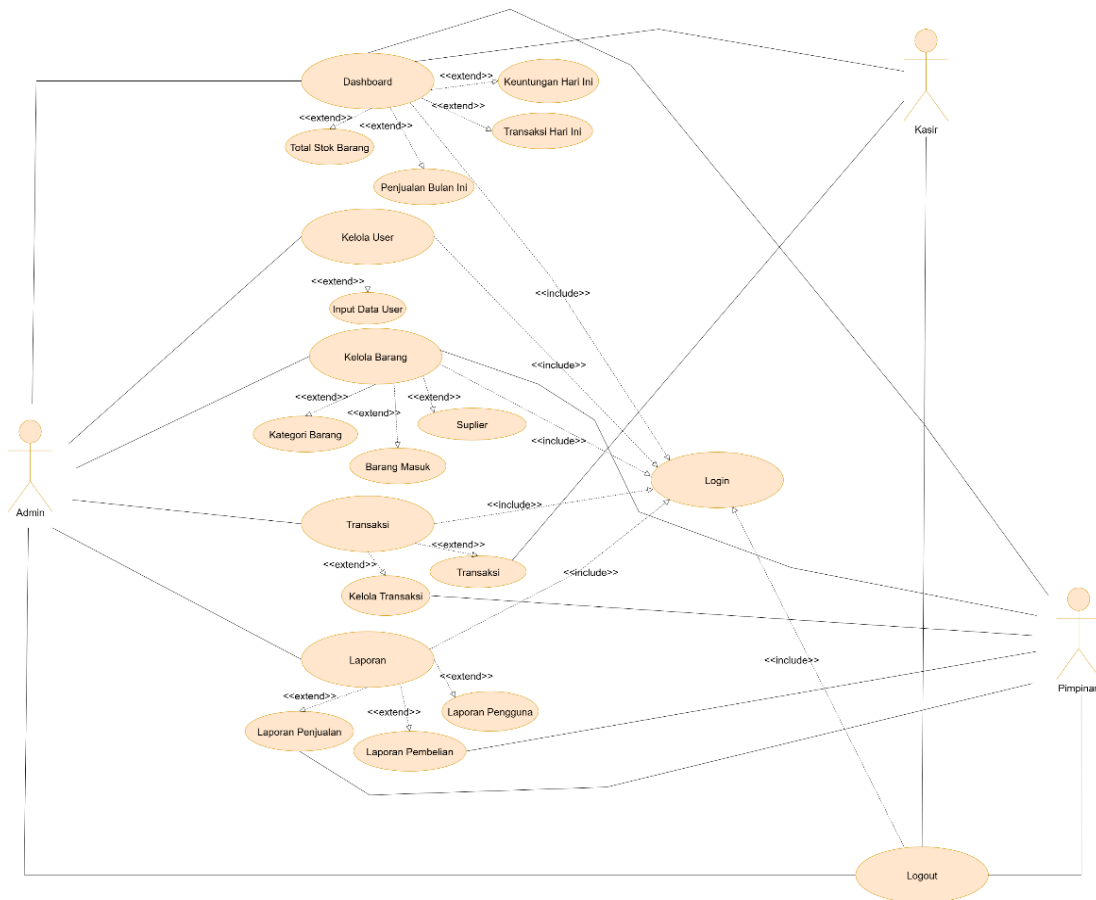 Dashboard
<<extend>>
Keuntungan Hari Ini
<<extend>>
Transaksi Hari Ini
<<extend>>
<<extend>>
Total Stok Barang
Penjualan Bulan Ini
Kasir
Kelola User
<<extend>>
Input Data User
<<include>>
Kelola Barang
<<include>>
<<extend>>
<<extend>>
<<extend>>
Kategori Barang
Suplier
Barang Masuk
<<include>>
Login
Admin
Transaksi
<<include>>
<<extend>>
<<extend>>
Transaksi
Kelola Transaksi
<<include>>
Laporan
<<include>>
<<extend>>
<<extend>>
<<extend>>
Laporan Pengguna
Laporan Penjualan
Laporan Pembelian
Pimpinan
Logout